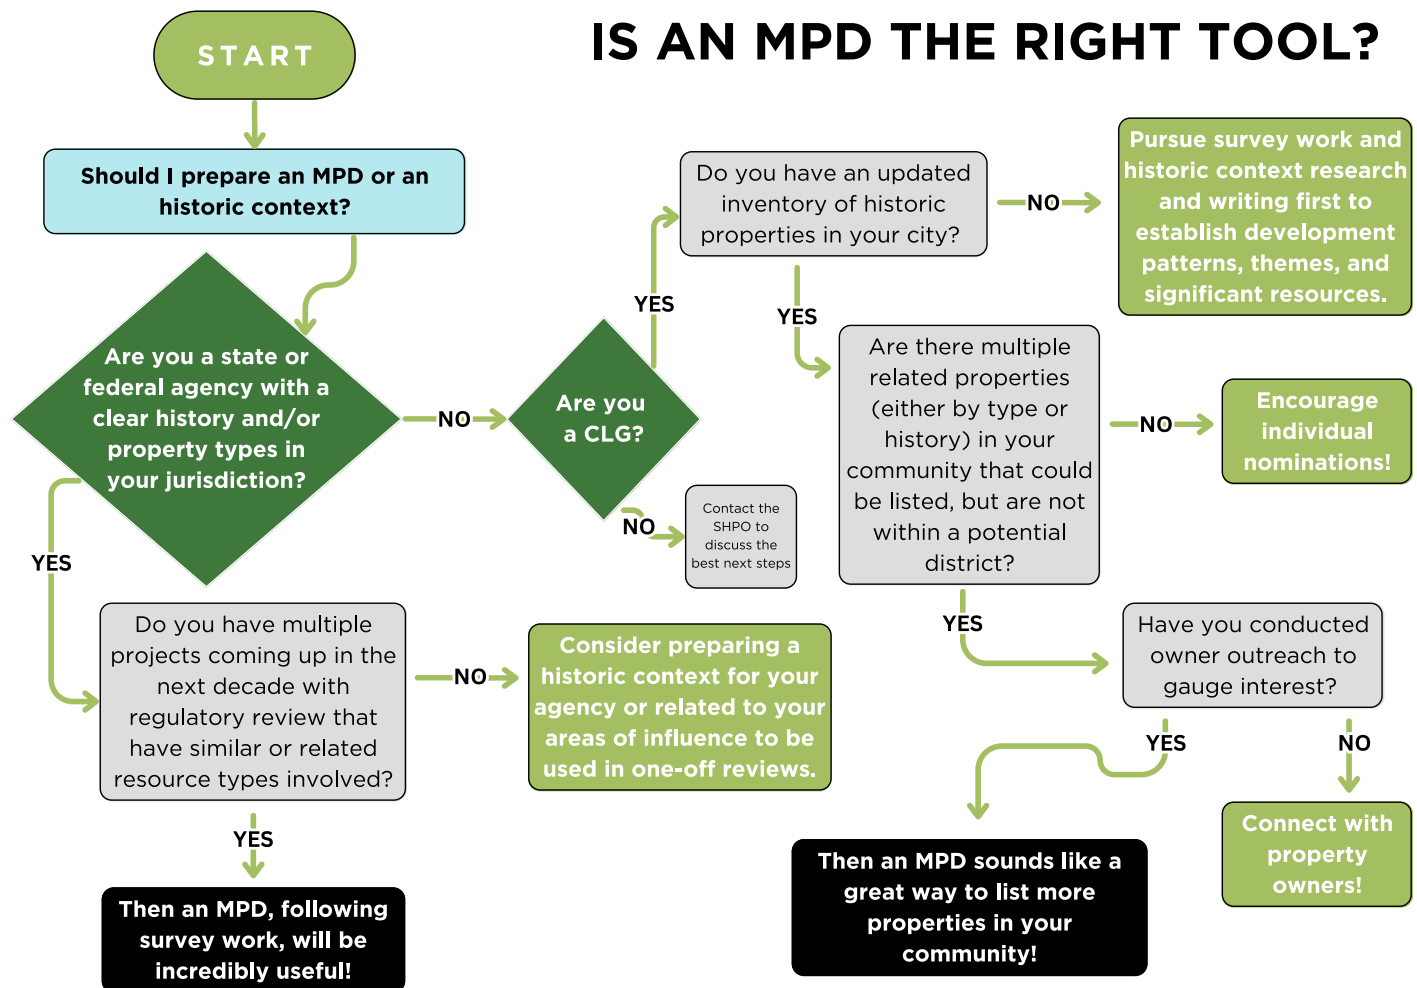 IS AN MPD THE RIGHT TOOL?
START
Should I prepare an MPD or an
historic context?
Are you a state or
federal agency with a
clear history and/or
property types in
your jurisdiction?
NO
YES
Are you
a CLG?
YES
NO
Contact the
SHPO to
discuss the
best next steps
Do you have an updated
inventory of historic
properties in your city?
NO
Pursue survey work and
historic context research
and writing first to
establish development
patterns, themes, and
significant resources.
YES
Are there multiple
related properties
(either by type or
history) in your
community that could
be listed, but are not
within a potential
district?
NO
Encourage
individual
nominations!
YES
Have you conducted
owner outreach to
gauge interest?
YES
NO
Connect with
property
owners!
Then an MPD sounds like a
great way to list more
properties in your
community!
Do you have multiple
projects coming up in the
next decade with
regulatory review that
have similar or related
resource types involved?
NO
Consider preparing a
historic context for your
agency or related to your
areas of influence to be
used in one-off reviews.
YES
Then an MPD, following
survey work, will be
incredibly useful!